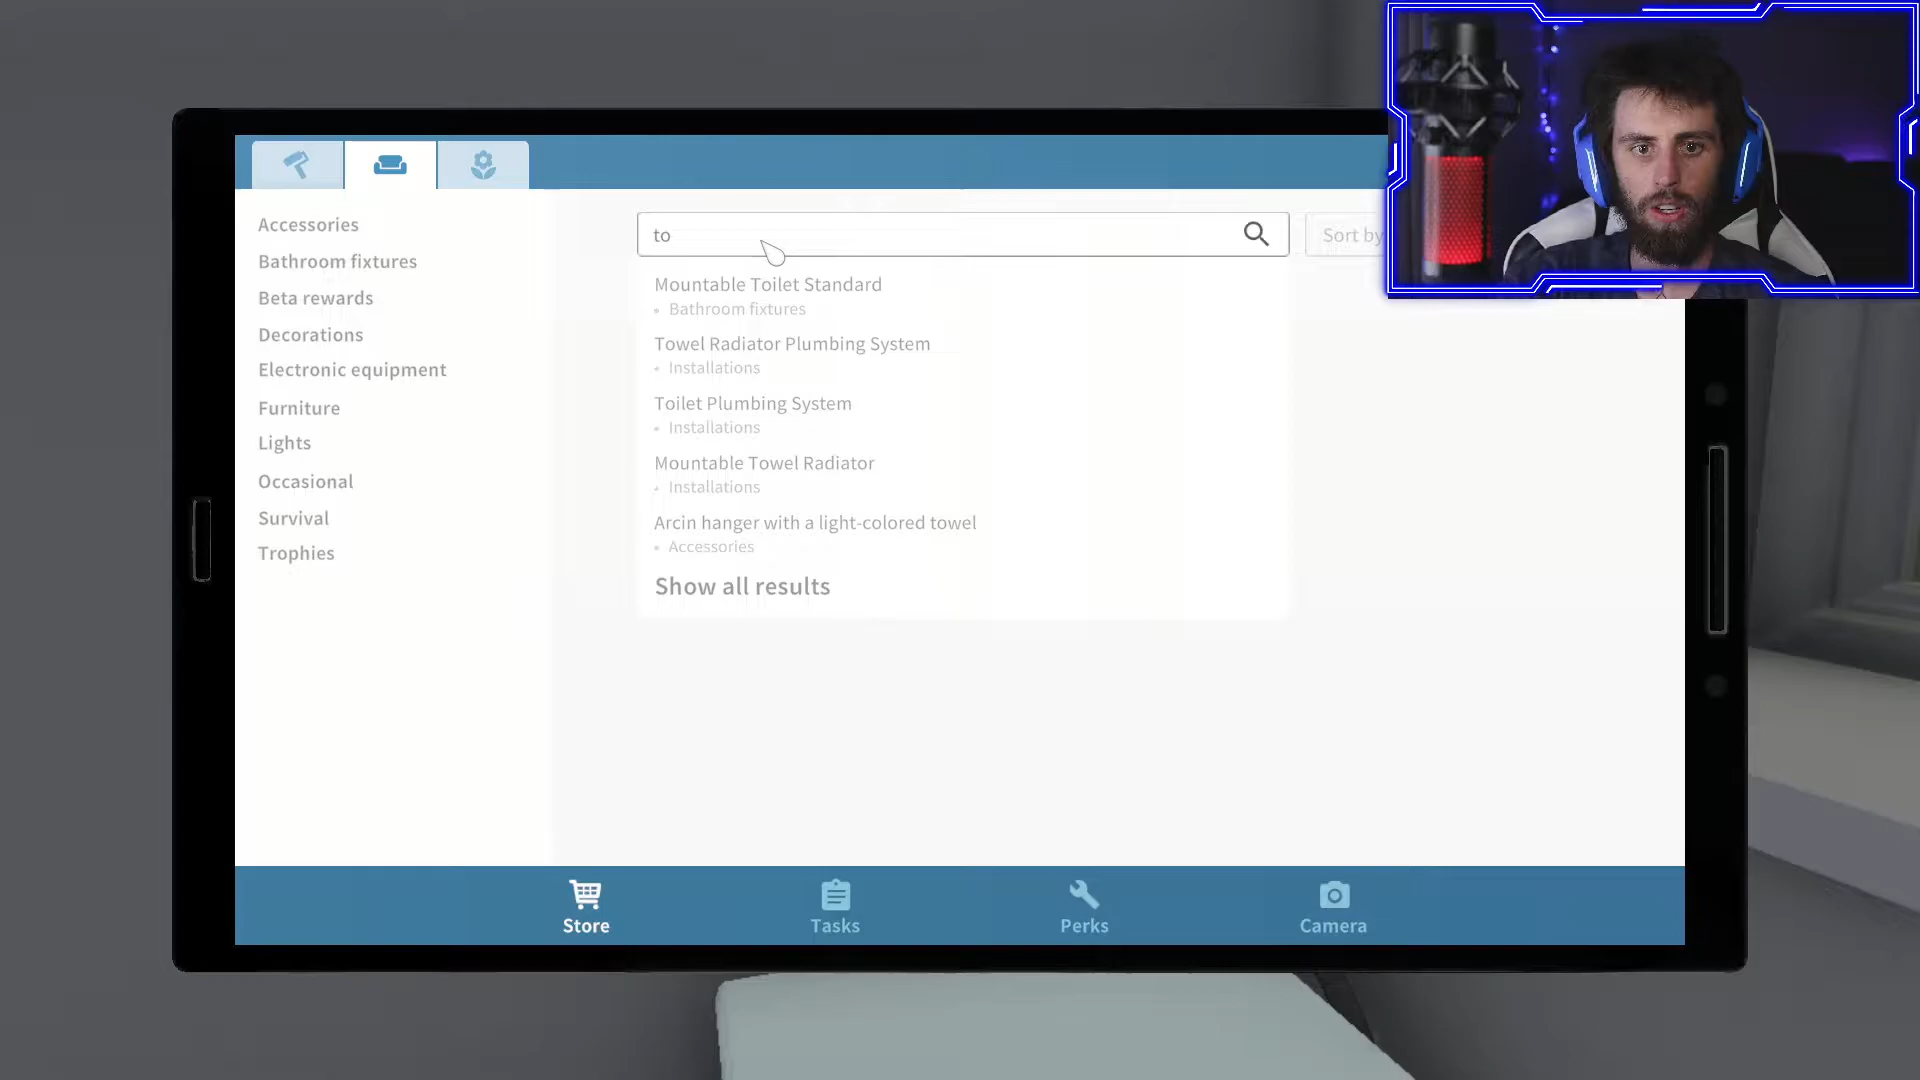 Accessories
Bathroom fixtures
Beta rewards
Decorations
Electronic equipment
Furniture
Lights
Occasional
Survival
Trophies
to
Sort by
Mountable Toilet Standard
• Bathroom fixtures
Towel Radiator Plumbing System
• Installations
Toilet Plumbing System
• Installations
Mountable Towel Radiator
• Installations
Arcin hanger with a light-colored towel
• Accessories
Show all results
Store
Tasks
Perks
Camera